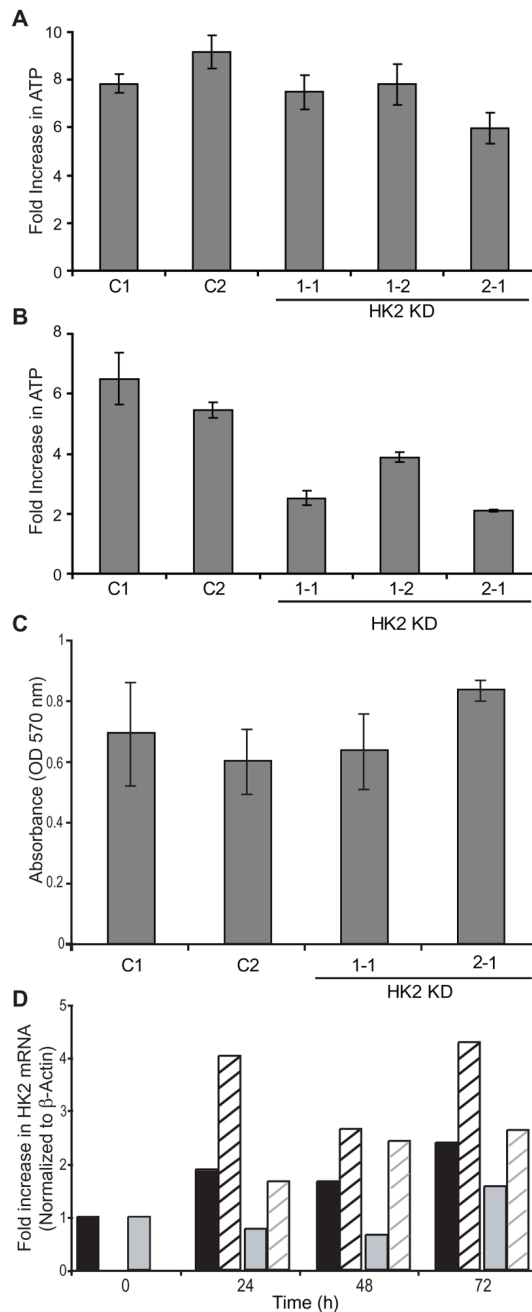 A
Fold Increase in ATP
10
8
6
4
2
0
C1 C2 1-1 1-2 2-1
HK2 KD
B
Fold Increase in ATP
8
6
4
2
0
C1 C2 1-1 1-2 2-1
HK2 KD
C
Absorbance (OD 570 nm)
1
0.8
0.6
0.4
0.2
0
C1 C2 1-1 2-1
HK2 KD
D
Fold increase in HK2 mRNA
(Normalized to β-Actin)
5
4
3
2
1
0
0 24 48 72
Time (h)